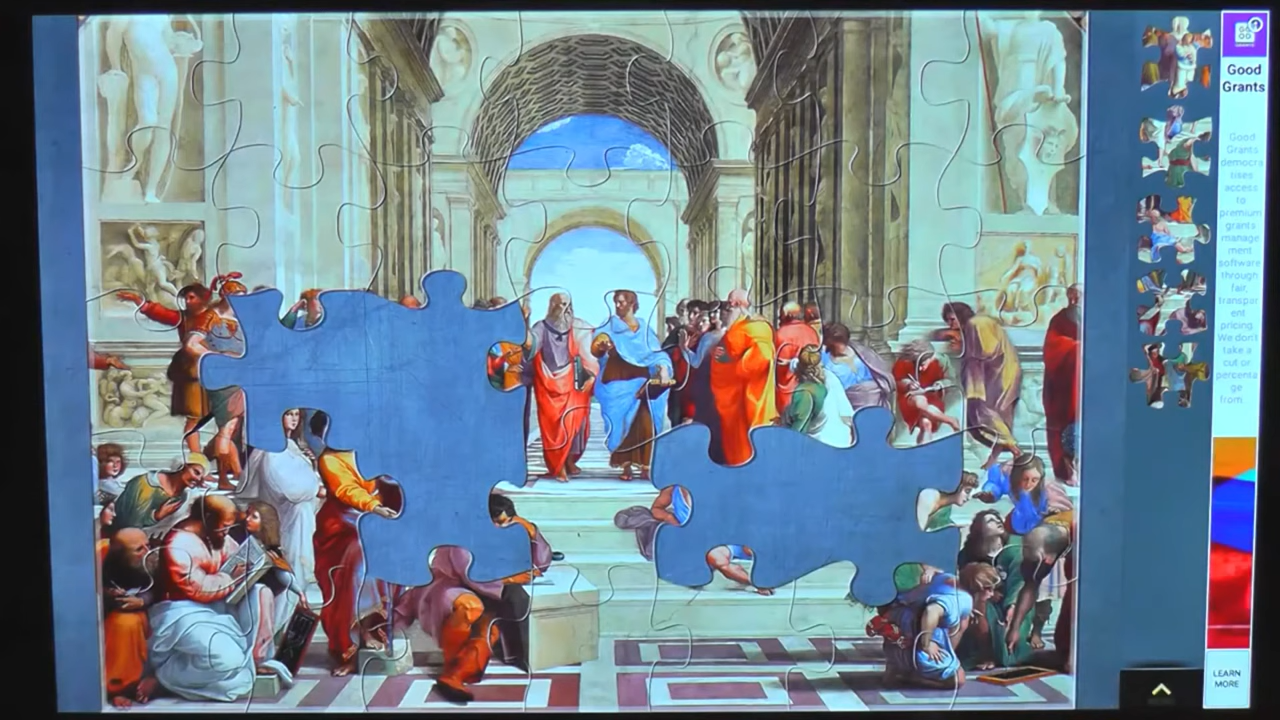 Good
Grants
Good
Grants
democra
tises
access
to
premium
grants
manage
ment
software
through
fair,
transpar
ent
pricing.
We don't
take a
cut or
percenta
ge
from
LEARN
MORE